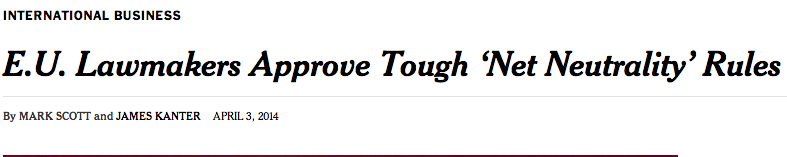 INTERNATIONAL BUSINESS
E.U. Lawmakers Approve Tough ‘Net Neutrality’ Rules
By MARK SCOTT and JAMES KANTER APRIL 3, 2014